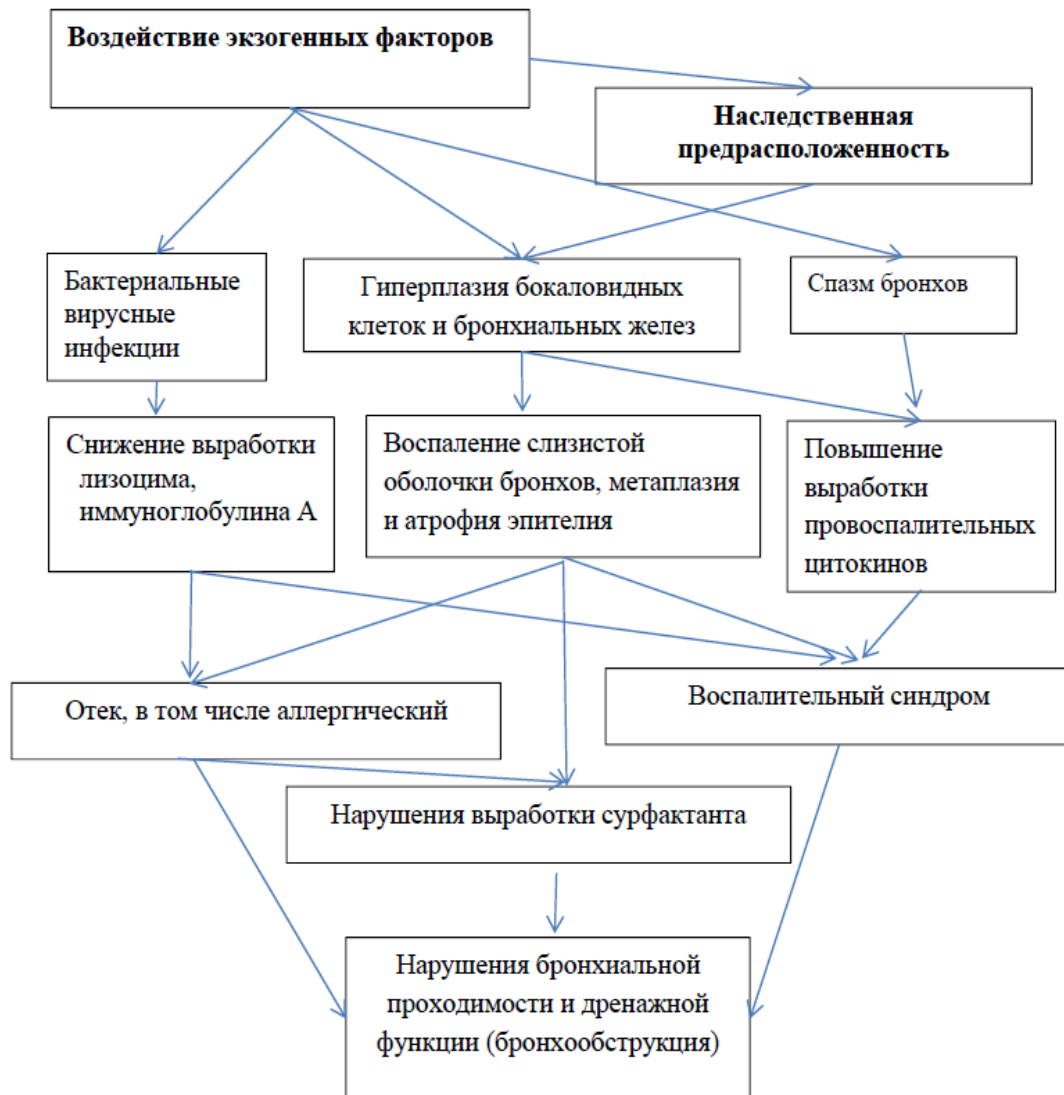 Воздействие экзогенных факторов
Наследственная
предрасположенность
Бактериальные
вирусные
инфекции
Гиперплазия бокаловидных
клеток и бронхиальных желез
Спазм бронхов
Снижение выработки
лизоцима,
иммуноглобулина А
Воспаление слизистой
оболочки бронхов, метаплазия
и атрофия эпителия
Повышение
выработки
провоспалительных
цитокинов
Отек, в том числе аллергический
Воспалительный синдром
Нарушения выработки сурфактанта
Нарушения бронхиальной
проходимости и дренажной
функции (бронхообструкция)